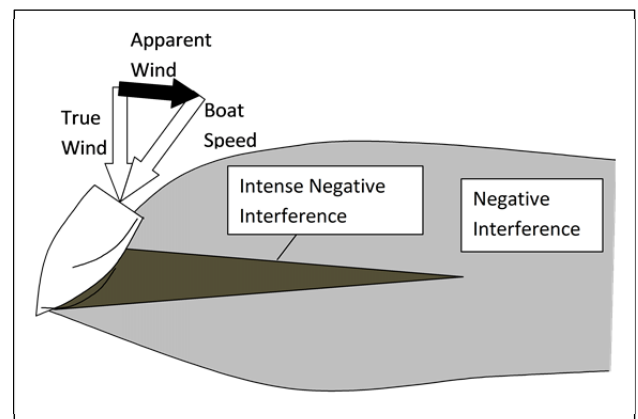 Apparent
Wind
True
Wind
Boat
Speed
Intense Negative
Interference
Negative
Interference